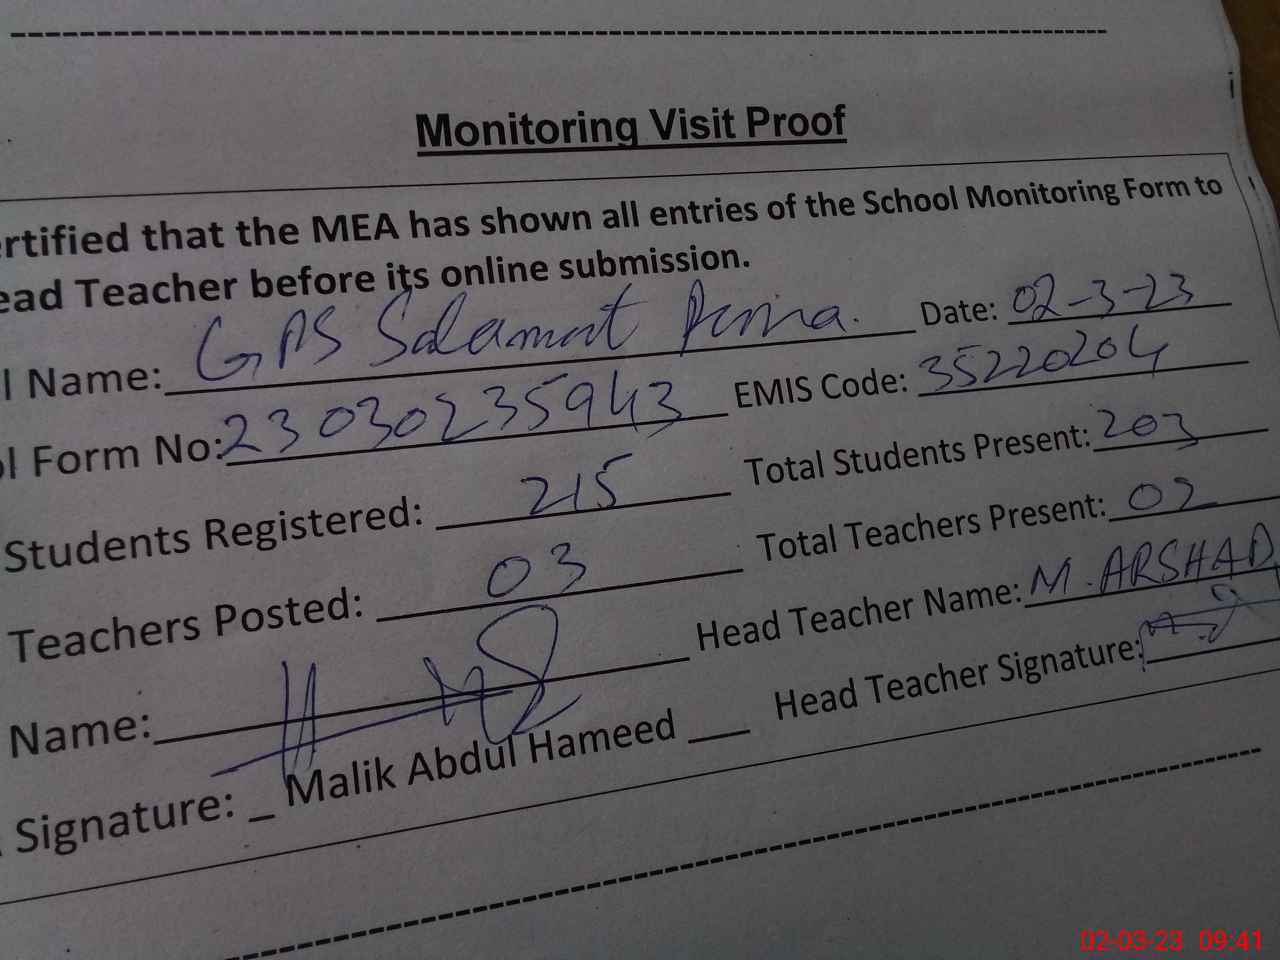 Monitoring Visit Proof
ertified that the MEA has shown all entries of the School Monitoring Form to
ead Teacher before its online submission.
l Name: GPS Salamat Date: 02-3-23
ol Form No: 23030235943 EMIS Code: 35220204
Students Registered: 215 Total Students Present: 203
Teachers Posted: 03 Total Teachers Present: 02
Name: Head Teacher Name: M. ARSHAD
Signature: _ Malik Abdul Hameed ___ Head Teacher Signature:
02-03-23 09:41